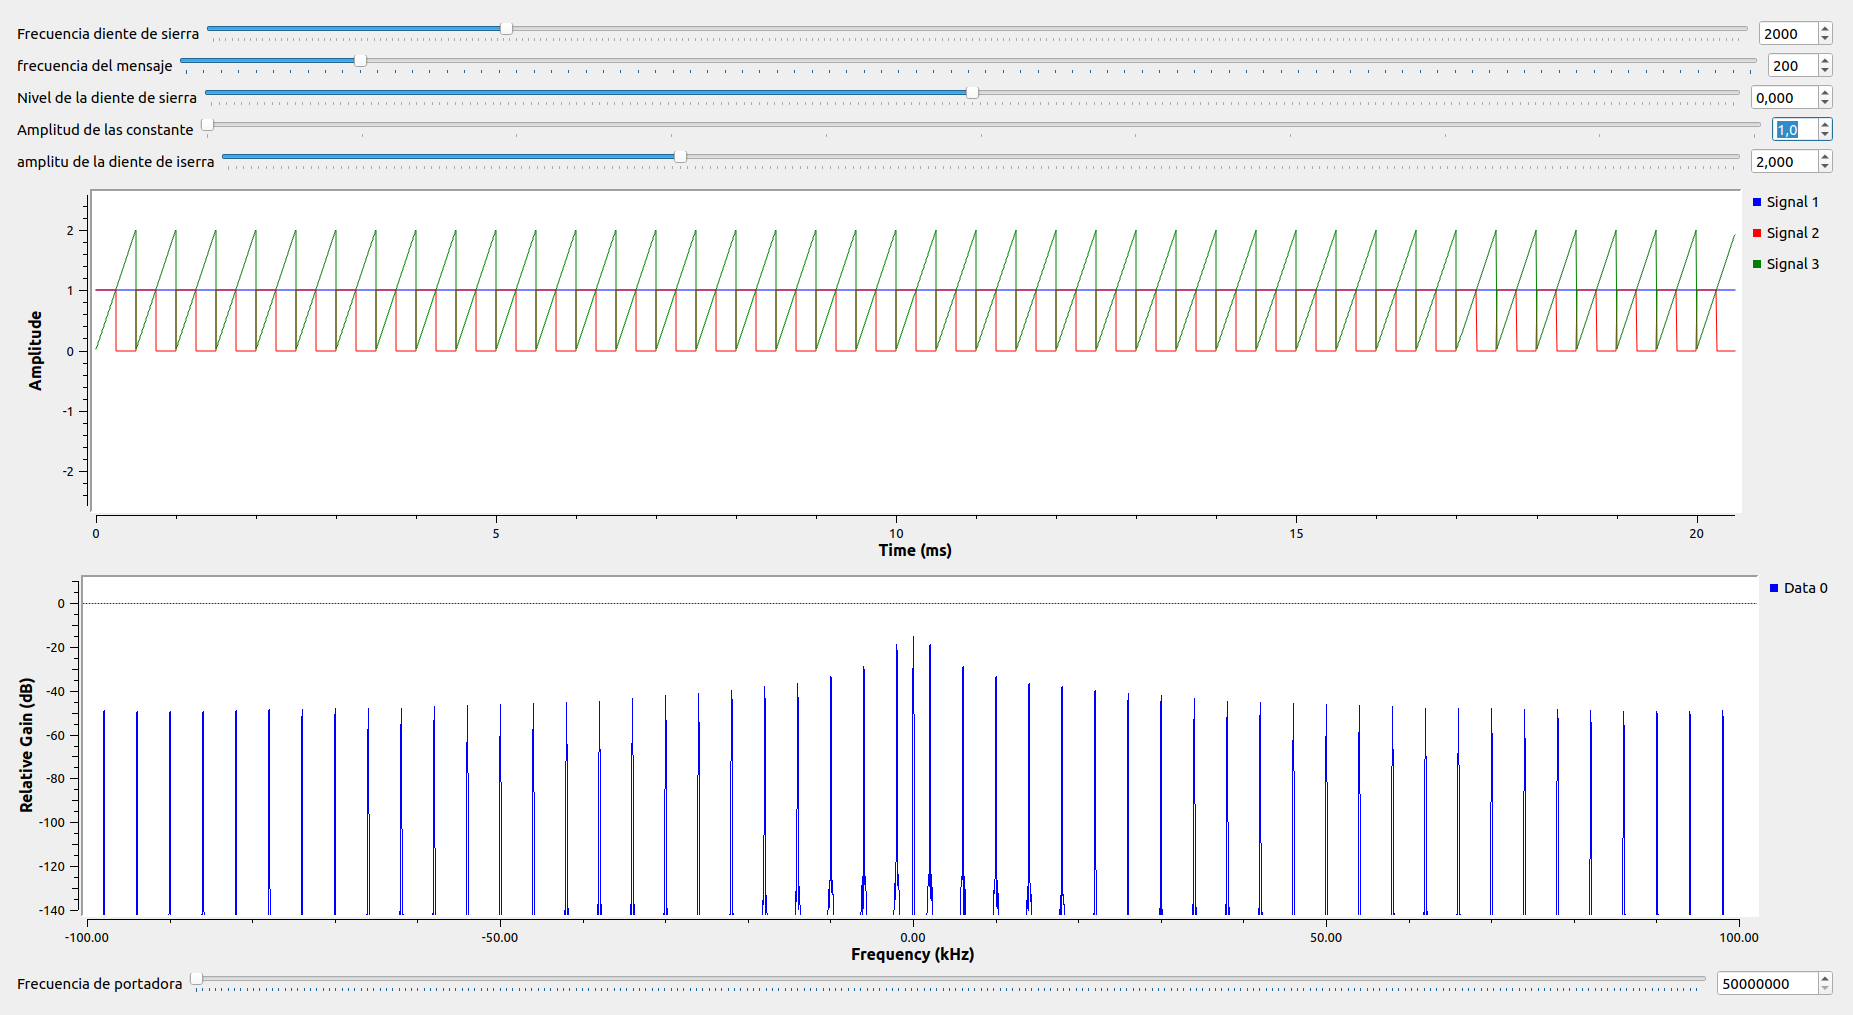 Frecuencia diente de sierra 2000
frecuencia del mensaje 200
Nivel de la diente de sierra 0,000
Amplitud de las constante 1,0
amplitu de la diente de iserra 2,000
Signal 1
Signal 2
Signal 3
2
1
0
-1
-2
Amplitude
0 5 10 15 20
Time (ms)
Data 0
0
-20
-40
-60
-80
-100
-120
-140
Relative Gain (dB)
-100.00 -50.00 0.00 50.00 100.00
Frequency (kHz)
Frecuencia de portadora 50000000